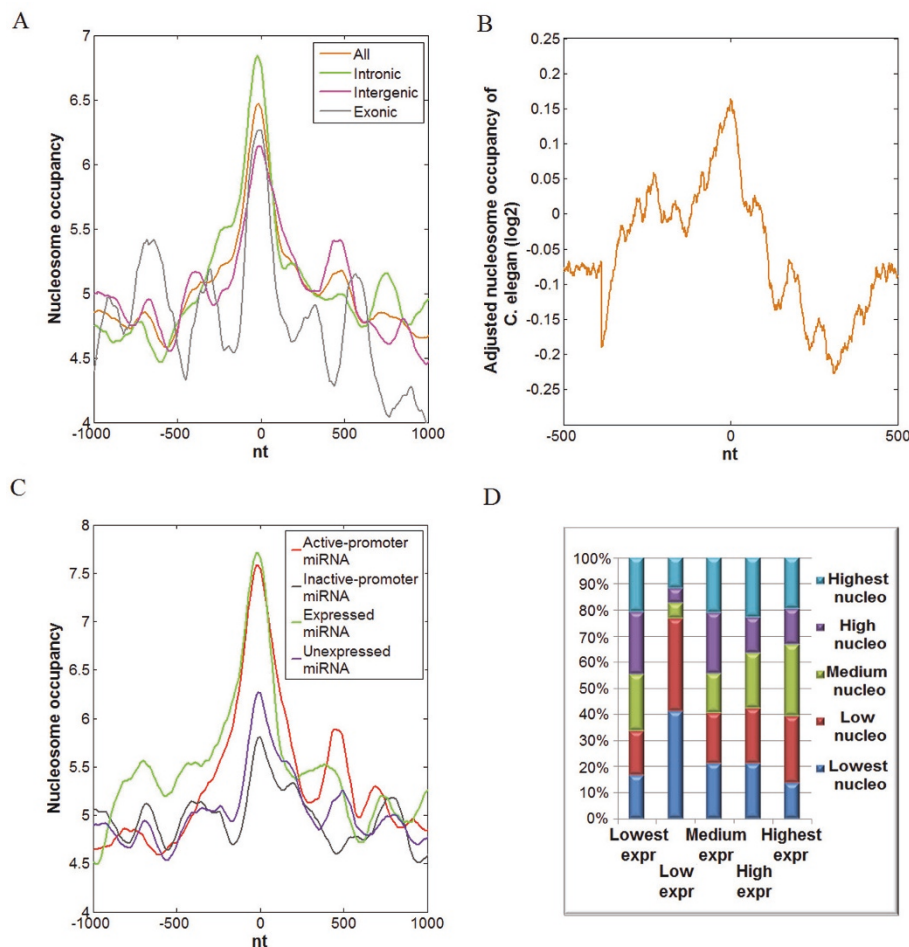 A
Nucleosome occupancy
7
6.5
6
5.5
5
4.5
4
-1000
-500
0
500
1000
nt
All
Intronic
Intergenic
Exonic
B
Adjusted nucleosome occupancy of
C. elegan (log2)
0.25
0.2
0.15
0.1
0.05
0
-0.05
-0.1
-0.15
-0.2
-0.25
-500
0
500
nt
C
Nucleosome occupancy
8
7.5
7
6.5
6
5.5
5
4.5
4
-1000
-500
0
500
1000
nt
Active-promoter
miRNA
Inactive-promoter
miRNA
Expressed
miRNA
Unexpressed
miRNA
D
100%
90%
80%
70%
60%
50%
40%
30%
20%
10%
0%
Lowest
expr
Low
expr
Medium
expr
High
expr
Highest
expr
Highest
nucleo
High
nucleo
Medium
nucleo
Low
nucleo
Lowest
nucleo